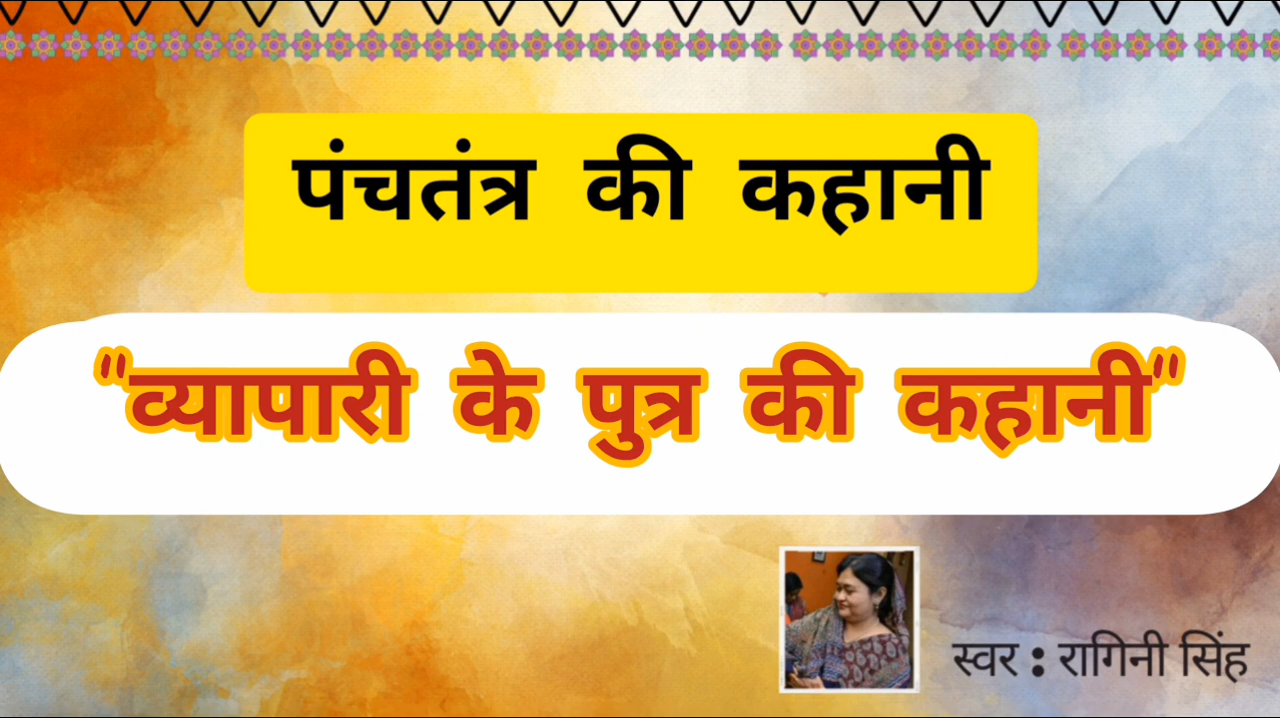 पंचतंत्र की कहानी
"व्यापारी के पुत्र की कहानी"
स्वर : रागिनी सिंह